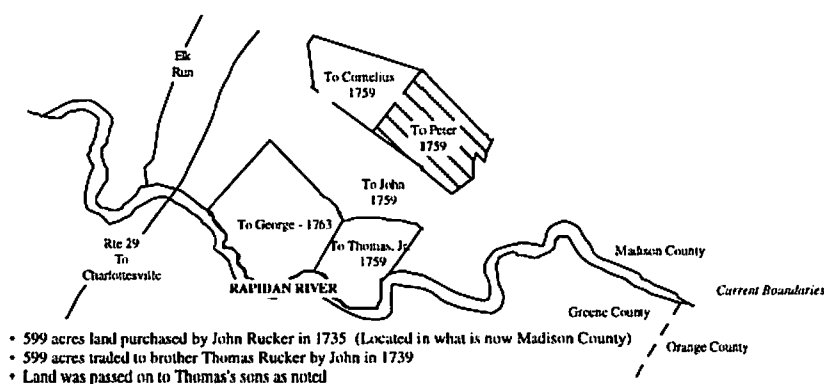 Elk
Run
To Cornelius
1759
To Peter
1759
To John
1759
To George - 1763
To Thomas, Jr.
1759
Rte 29
To
Charlottesville
RAPIDAN RIVER
Madison County
Current Boundaries
Greene County
Orange County
• 599 acres land purchased by John Rucker in 1735 (Located in what is now Madison County)
• 599 acres traded to brother Thomas Rucker by John in 1739
• Land was passed on to Thomas's sons as noted